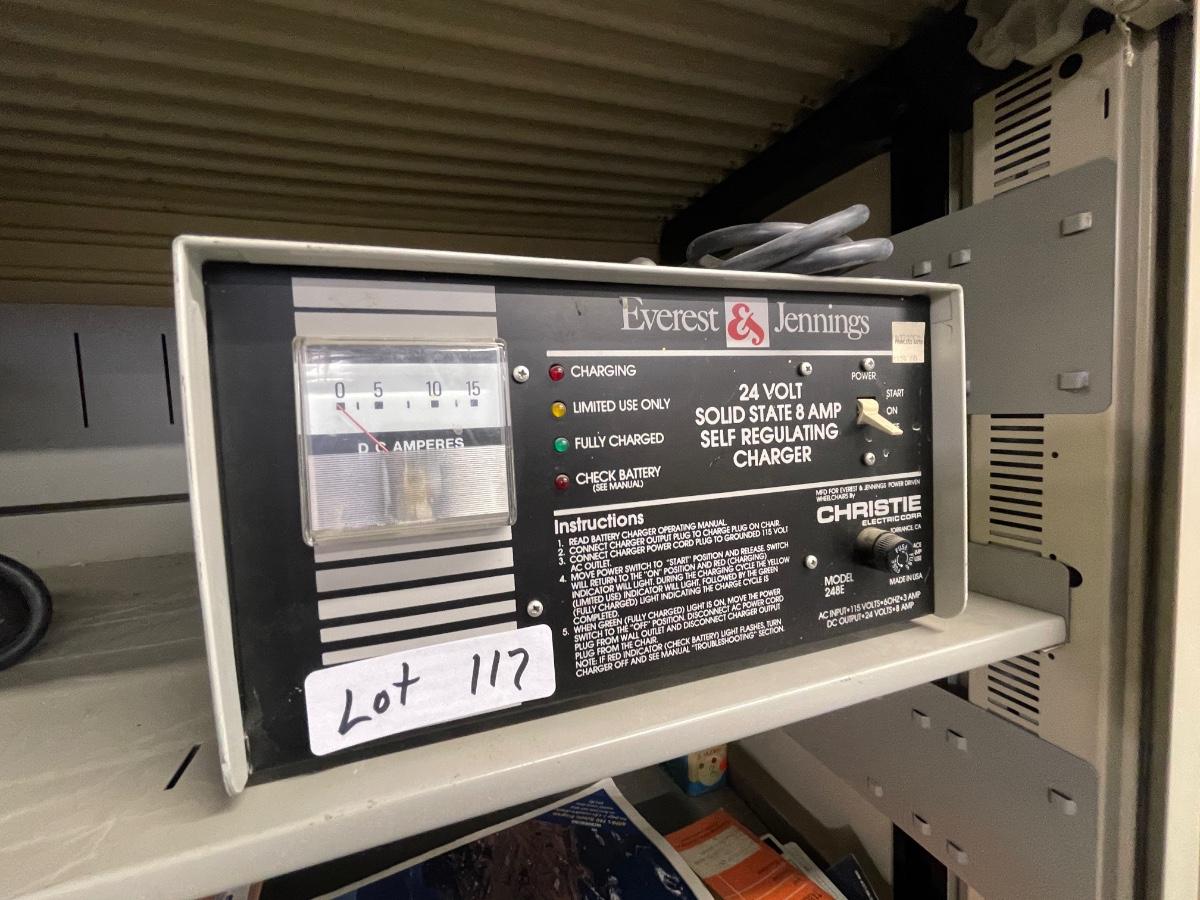 Everest & Jennings
0 5 10 15
D.C. AMPERES
CHARGING
LIMITED USE ONLY
FULLY CHARGED
CHECK BATTERY
(SEE MANUAL)
24 VOLT
SOLID STATE 8 AMP
SELF REGULATING
CHARGER
POWER
START
ON
Instructions
1. READ BATTERY CHARGER OPERATING MANUAL.
2. CONNECT CHARGER OUTPUT PLUG TO CHARGE PLUG ON CHAIR.
3. CONNECT CHARGER POWER CORD PLUG TO GROUNDED 115 VOLT
AC OUTLET.
4. MOVE POWER SWITCH TO "START" POSITION AND RELEASE. SWITCH
WILL RETURN TO THE "ON" POSITION AND RED (CHARGING)
INDICATOR WILL LIGHT. DURING THE CHARGING CYCLE THE YELLOW
(LIMITED USE) INDICATOR WILL LIGHT, FOLLOWED BY THE GREEN
(FULLY CHARGED) LIGHT INDICATING THE CHARGE CYCLE IS
COMPLETED.
5. WHEN GREEN (FULLY CHARGED) LIGHT IS ON, MOVE THE POWER
SWITCH TO THE "OFF" POSITION, DISCONNECT AC POWER CORD
PLUG FROM WALL OUTLET AND DISCONNECT CHARGER OUTPUT
PLUG FROM THE CHAIR.
NOTE: IF RED INDICATOR (CHECK BATTERY) LIGHT FLASHES, TURN
CHARGER OFF AND SEE MANUAL "TROUBLESHOOTING" SECTION.
MFD FOR EVEREST & JENNINGS POWER DRIVEN
WHEELCHAIRS By
CHRISTIE
ELECTRIC CORP.
TORRANCE, CA
FUSE
MODEL
248E
MADE IN USA
AC INPUT•115 VOLTS•60HZ•3 AMP
DC OUTPUT•24 VOLTS•8 AMP
Lot 117